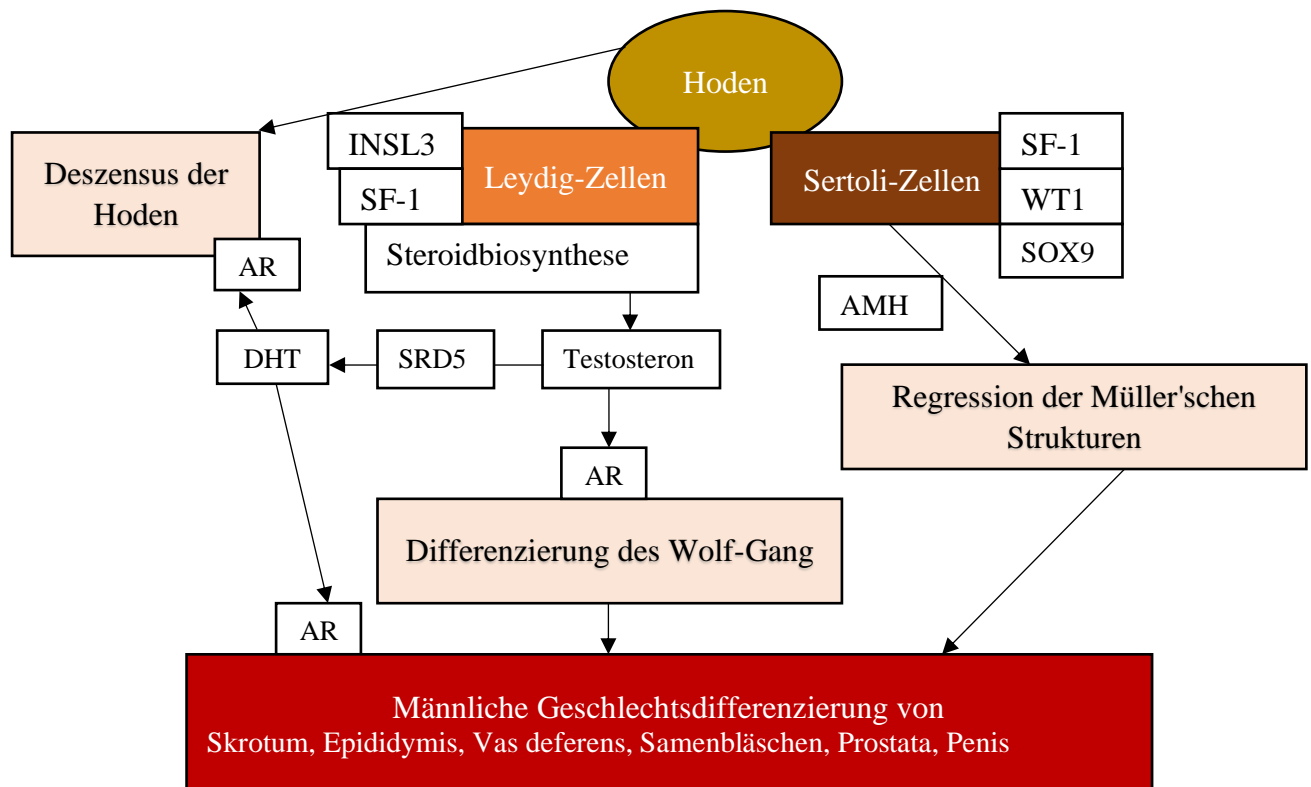 Hoden
Deszensus der
Hoden
AR
INSL3
SF-1
Leydig-Zellen
Steroidbiosynthese
Sertoli-Zellen
SF-1
WT1
SOX9
AMH
DHT
SRD5
Testosteron
Regression der Müller'schen
Strukturen
AR
Differenzierung des Wolf-Gang
AR
Männliche Geschlechtsdifferenzierung von
Skrotum, Epididymis, Vas deferens, Samenbläschen, Prostata, Penis